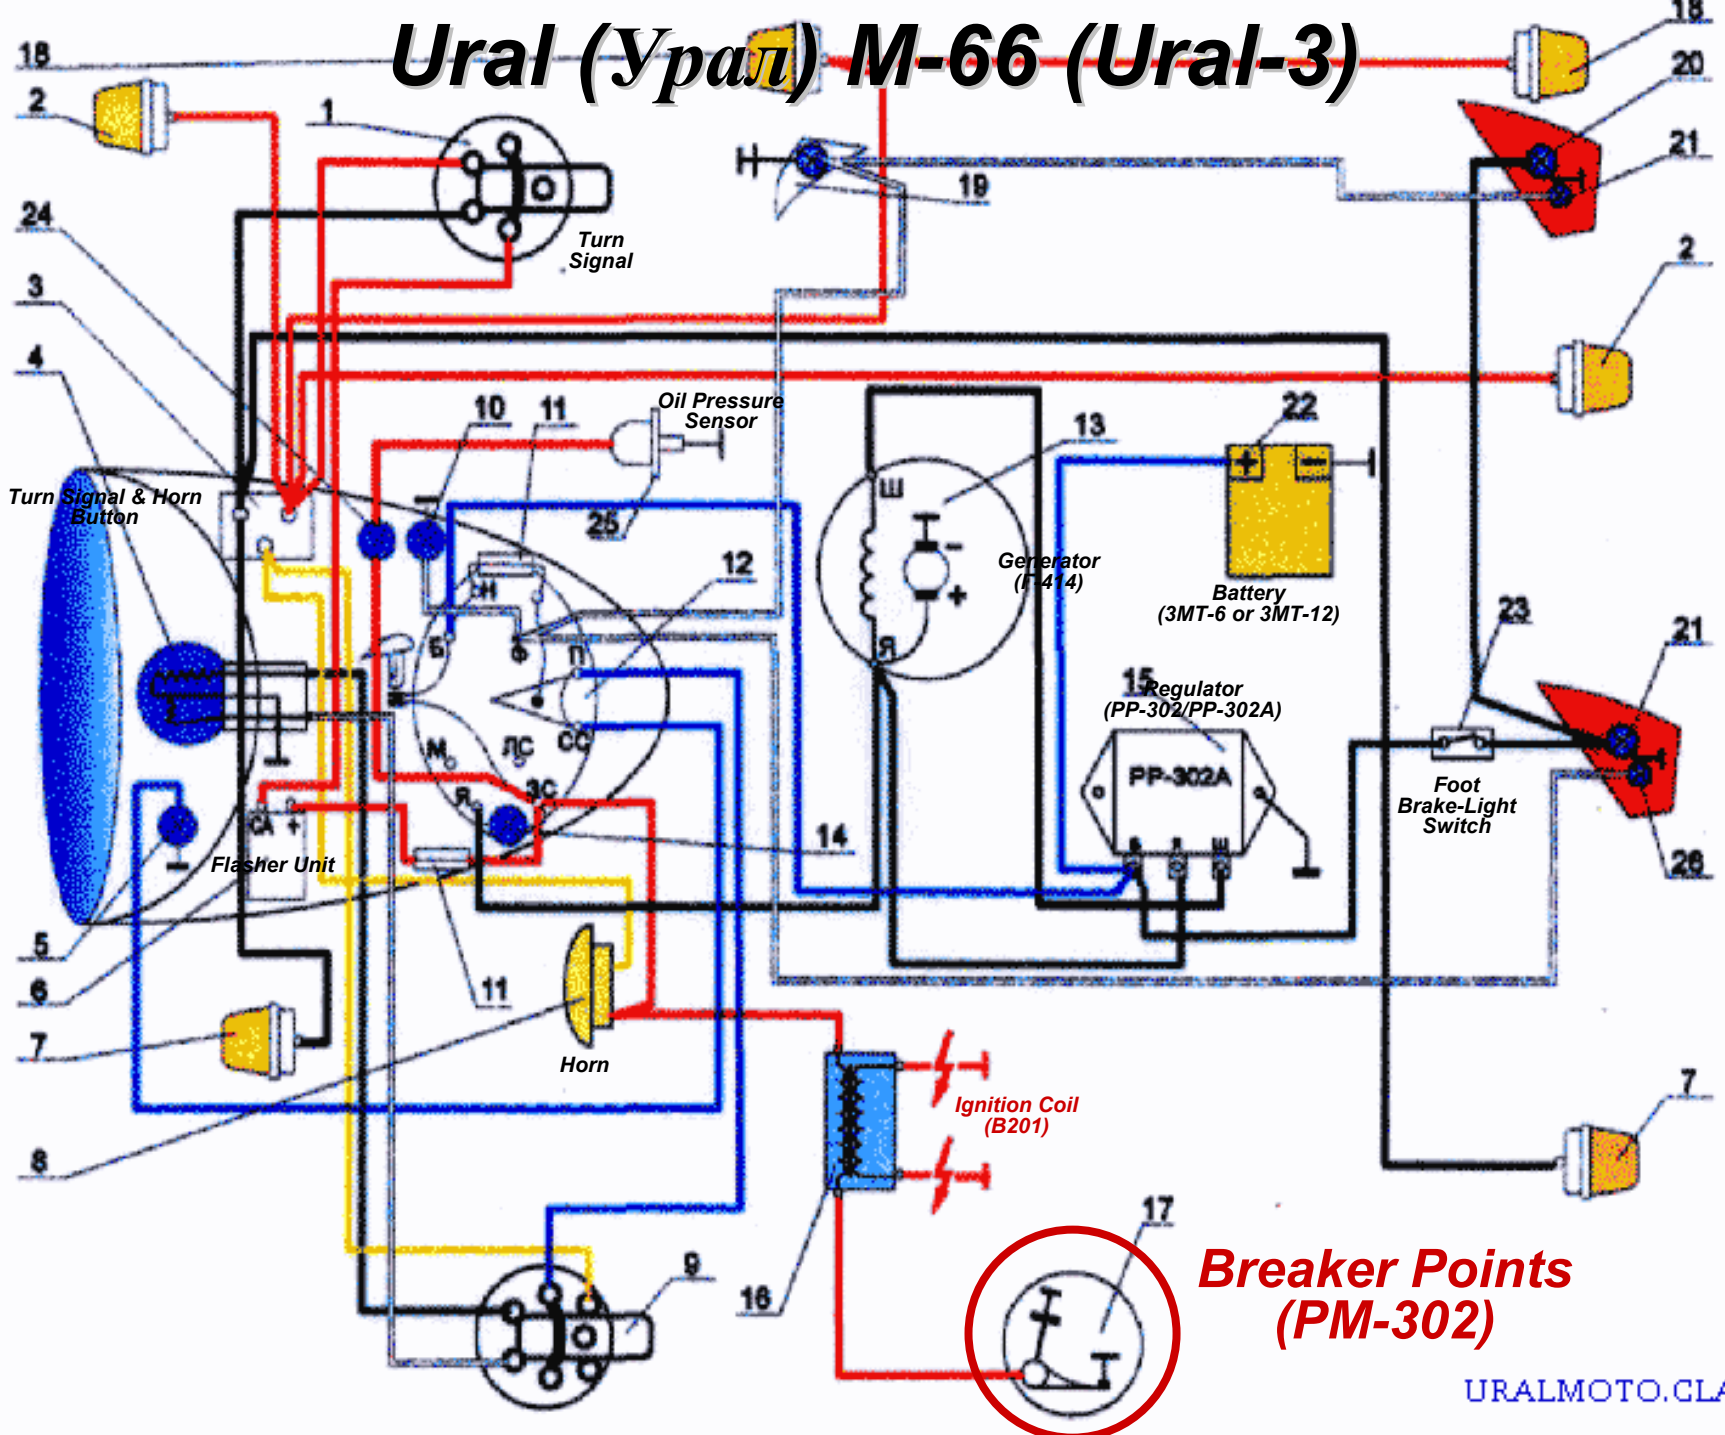 Ural (Урал) M-66 (Ural-3)
18
18
2
1
20
21
19
24
Turn
Signal
2
3
4
10
11
Oil Pressure
Sensor
22
13
Turn Signal & Horn
Button
25
Ш
+ −
12
Generator
(Г-414)
− +
Battery
(3МТ-6 or 3МТ-12)
23
Н
Б
Ф
П
Я
21
15
Regulator
(PP-302/PP-302A)
М
ЛС
СС
PP-302A
Foot
Brake-Light
Switch
Я
ЗС
СА +
14
Б Я Ш
Flasher Unit
26
5
6
11
7
Horn
8
Ignition Coil
(B201)
7
16
17
9
Breaker Points
(PM-302)
URALMOTO.CLA